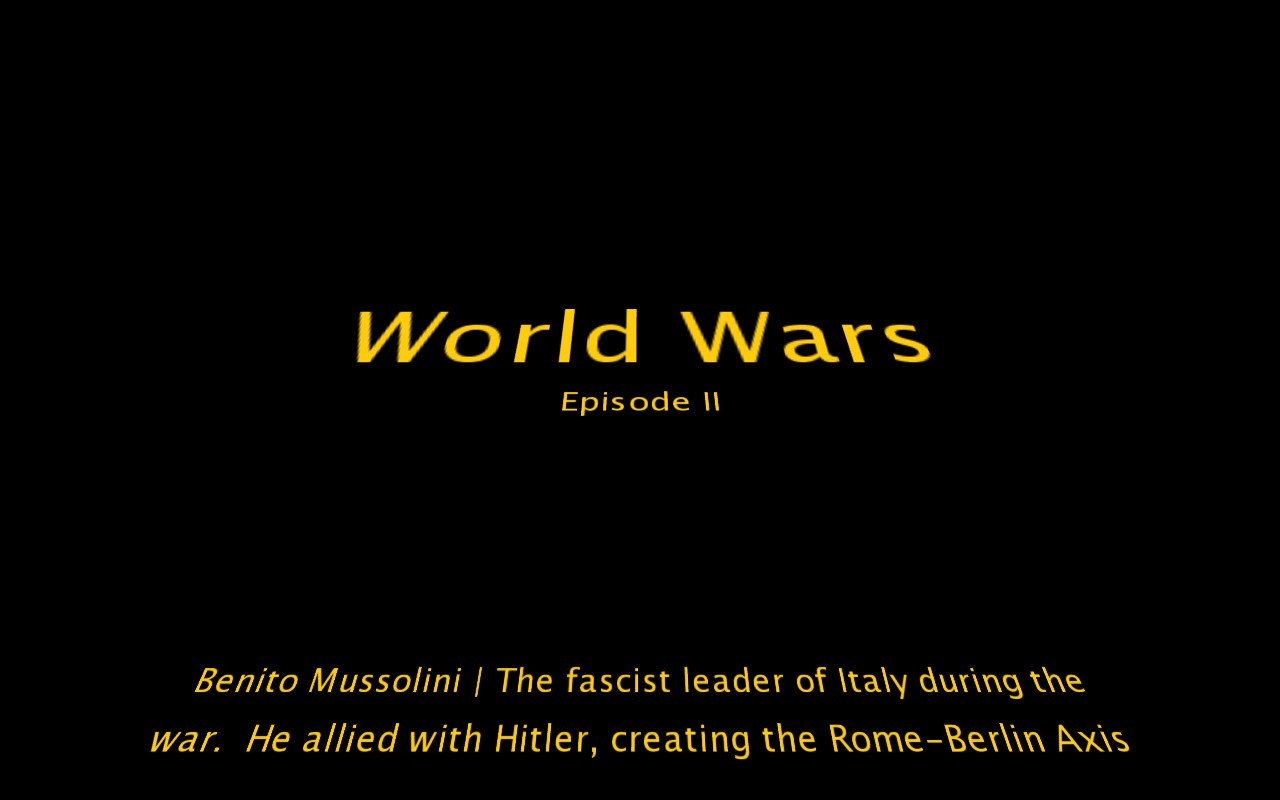 World Wars
Episode II
Benito Mussolini | The fascist leader of Italy during the
war.  He allied with Hitler, creating the Rome-Berlin Axis